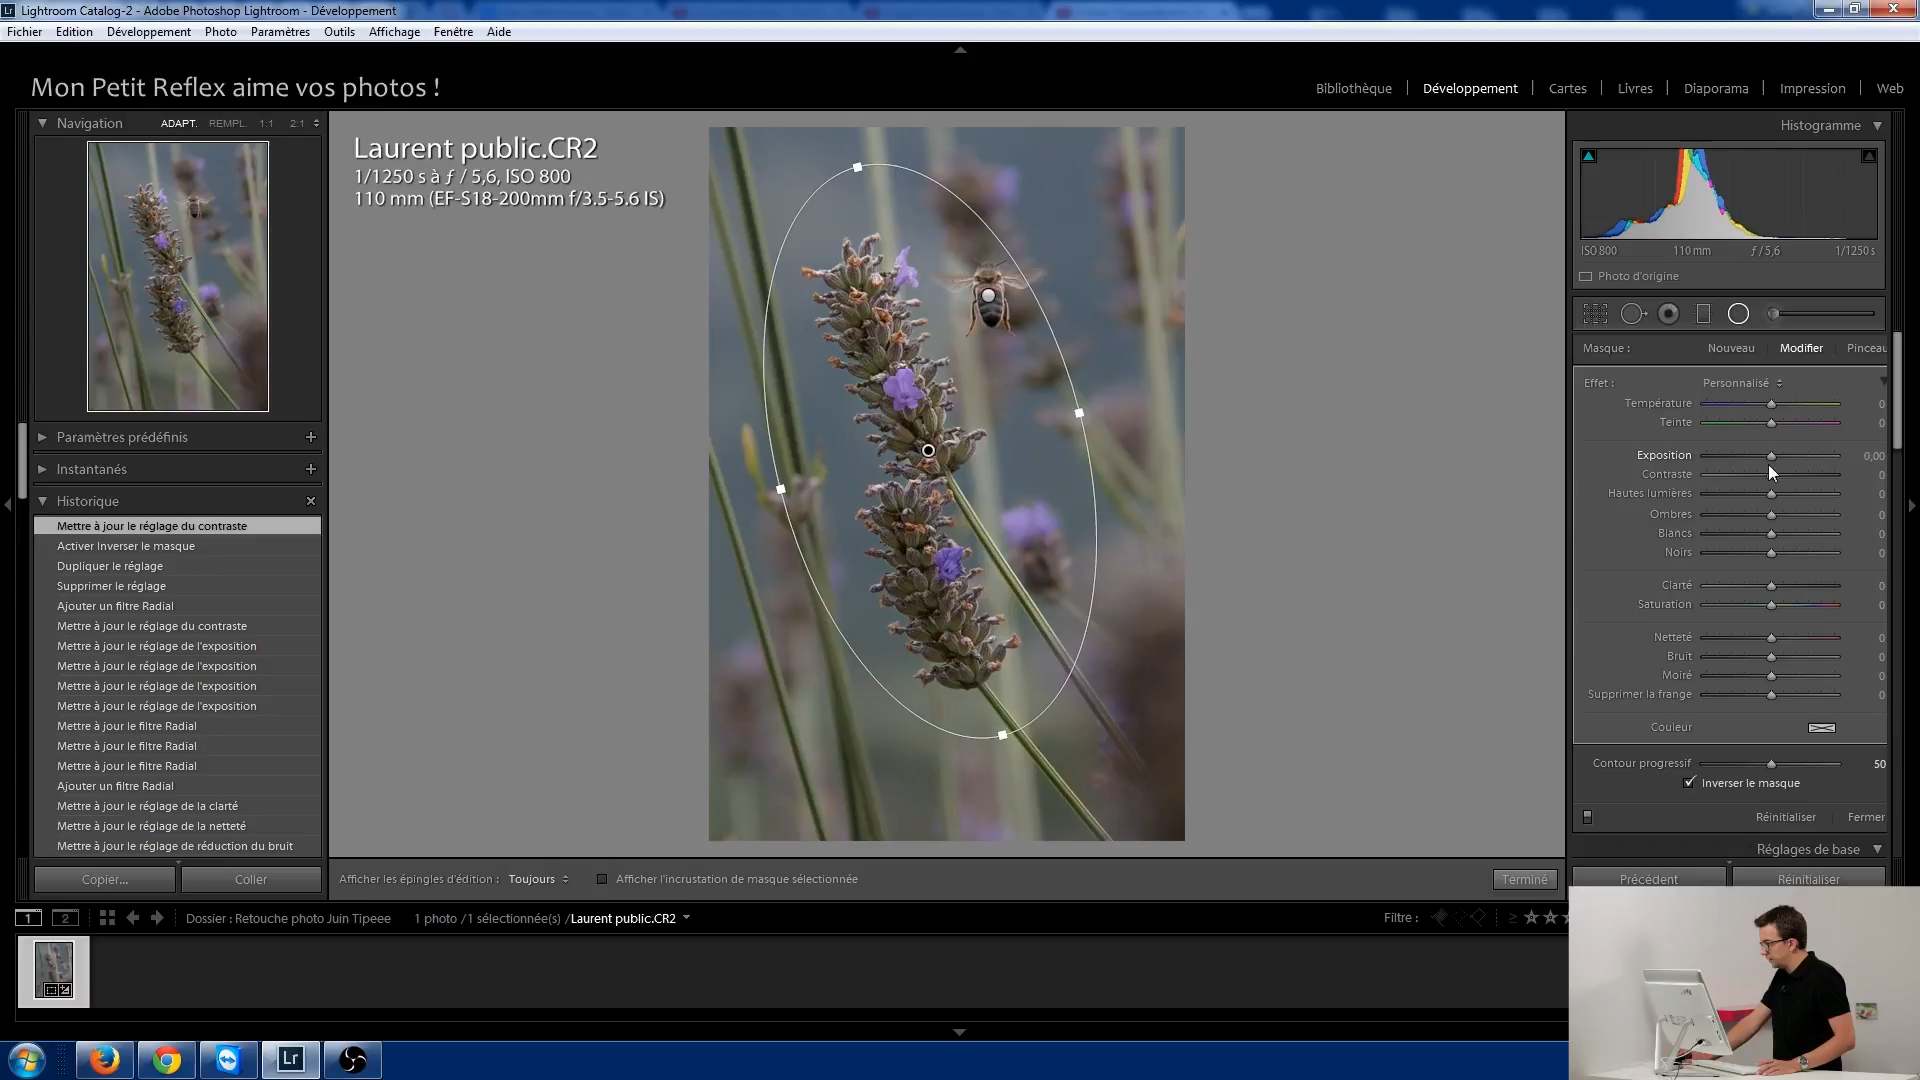 Lightroom Catalog-2 - Adobe Photoshop Lightroom - Développement
Fichier Edition Développement Photo Paramètres Outils Affichage Fenêtre Aide
Mon Petit Reflex aime vos photos !
Bibliothèque Développement Cartes Livres Diaporama Impression Web
Navigation ADAPT. REMPL. 1:1 2:1
Laurent public.CR2
1/1250 s à ƒ / 5,6, ISO 800
110 mm (EF-S18-200mm f/3.5-5.6 IS)
Paramètres prédéfinis
Instantanés
Historique
Mettre à jour le réglage du contraste
Activer Inverser le masque
Dupliquer le réglage
Supprimer le réglage
Ajouter un filtre Radial
Mettre à jour le réglage du contraste
Mettre à jour le réglage de l'exposition
Mettre à jour le réglage de l'exposition
Mettre à jour le réglage de l'exposition
Mettre à jour le réglage de l'exposition
Mettre à jour le filtre Radial
Mettre à jour le filtre Radial
Mettre à jour le filtre Radial
Ajouter un filtre Radial
Mettre à jour le réglage de la clarté
Mettre à jour le réglage de la netteté
Mettre à jour le réglage de réduction du bruit
Copier... Coller
Histogramme
ISO 800 110 mm ƒ / 5,6 1/1250 s
Photo d'origine
Masque : Nouveau Modifier Pinceau
Effet : Personnalisé
Température 0
Teinte 0
Exposition 0,00
Contraste 0
Hautes lumières 0
Ombres 0
Blancs 0
Noirs 0
Clarté 0
Saturation 0
Netteté 0
Bruit 0
Moiré 0
Supprimer la frange 0
Couleur
Contour progressif 50
Inverser le masque
Réinitialiser Fermer
Réglages de base
Précédent Réinitialiser
Afficher les épingles d'édition : Toujours Afficher l'incrustation de masque sélectionnée Terminé
1 2 Dossier : Retouche photo Juin Tipeee 1 photo /1 sélectionnée(s) /Laurent public.CR2 Filtre :
Lr